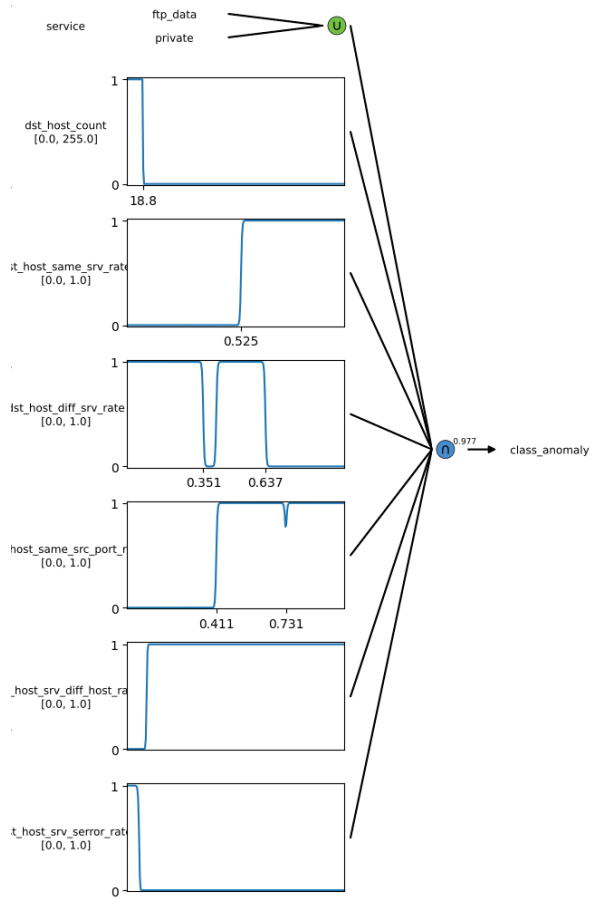 ftp_data
service
private
∪
1
dst_host_count
[0.0, 255.0]
0
18.8
1
st_host_same_srv_rate
[0.0, 1.0]
0
0.525
1
dst_host_diff_srv_rate
[0.0, 1.0]
0
0.351 0.637
∩ 0.977
class_anomaly
1
host_same_src_port_r
[0.0, 1.0]
0
0.411 0.731
1
_host_srv_diff_host_ra
[0.0, 1.0]
0
1
t_host_srv_serror_rate
[0.0, 1.0]
0